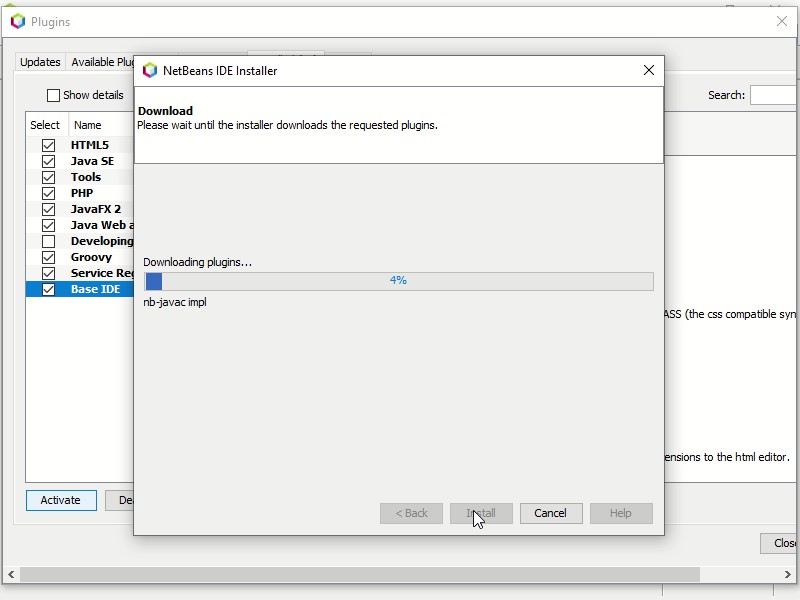 Plugins
Updates
Available Plu
NetBeans IDE Installer
Show details
Search:
Download
Please wait until the installer downloads the requested plugins.
Select
Name
HTML5
Java SE
Tools
PHP
JavaFX 2
Java Web a
Developing
Groovy
Service Reg
Base IDE
Downloading plugins...
4%
nb-javac impl
ASS (the css compatible syn
ensions to the html editor.
Activate
Dea
< Back
Install
Cancel
Help
Close